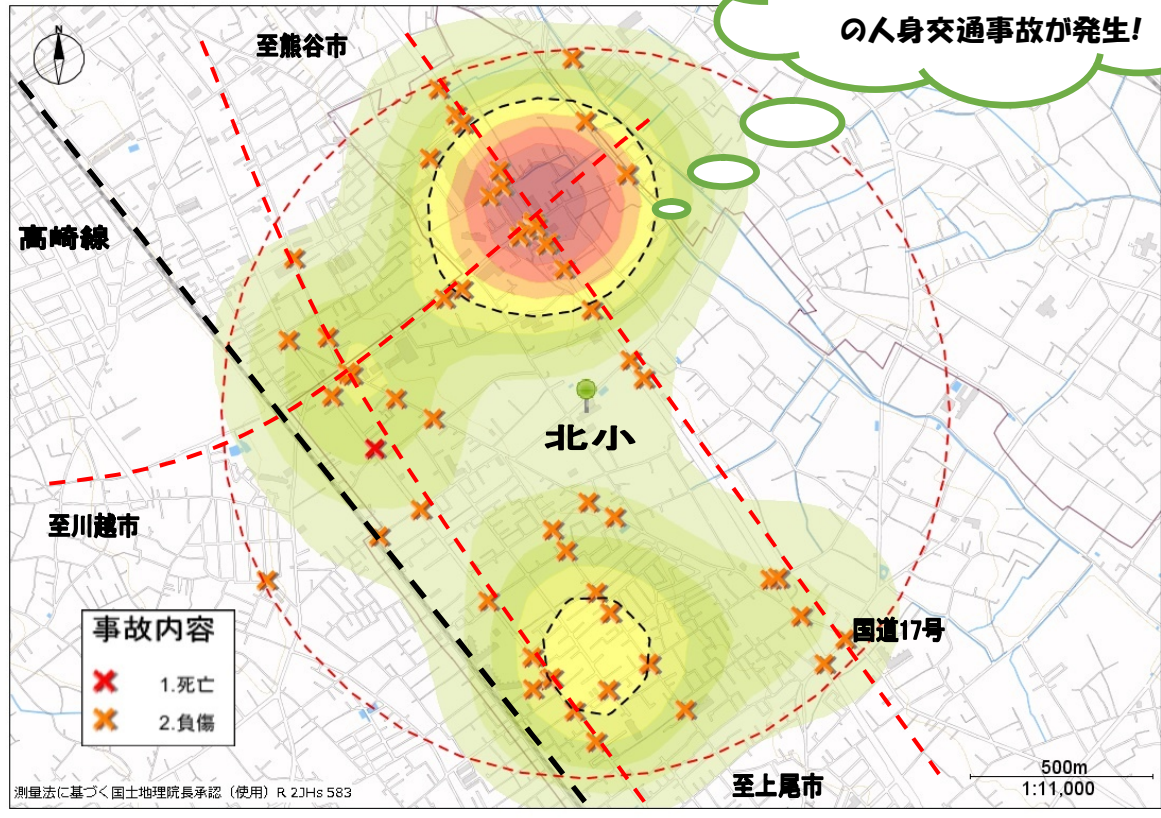 の人身交通事故が発生!
N
至熊谷市
高崎線
北小
至川越市
事故内容
1.死亡
2.負傷
国道17号
至上尾市
500m
1:11,000
測量法に基づく国土地理院長承認（使用）R 2JHs 583